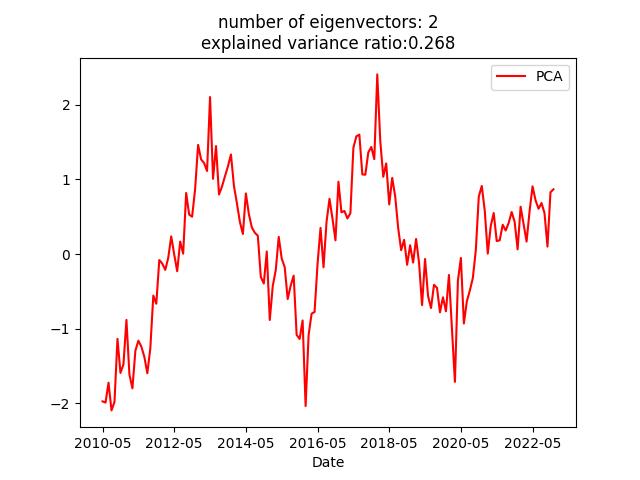 number of eigenvectors: 2
explained variance ratio:0.268
PCA
2
1
0
−1
−2
2010-05 2012-05 2014-05 2016-05 2018-05 2020-05 2022-05
Date